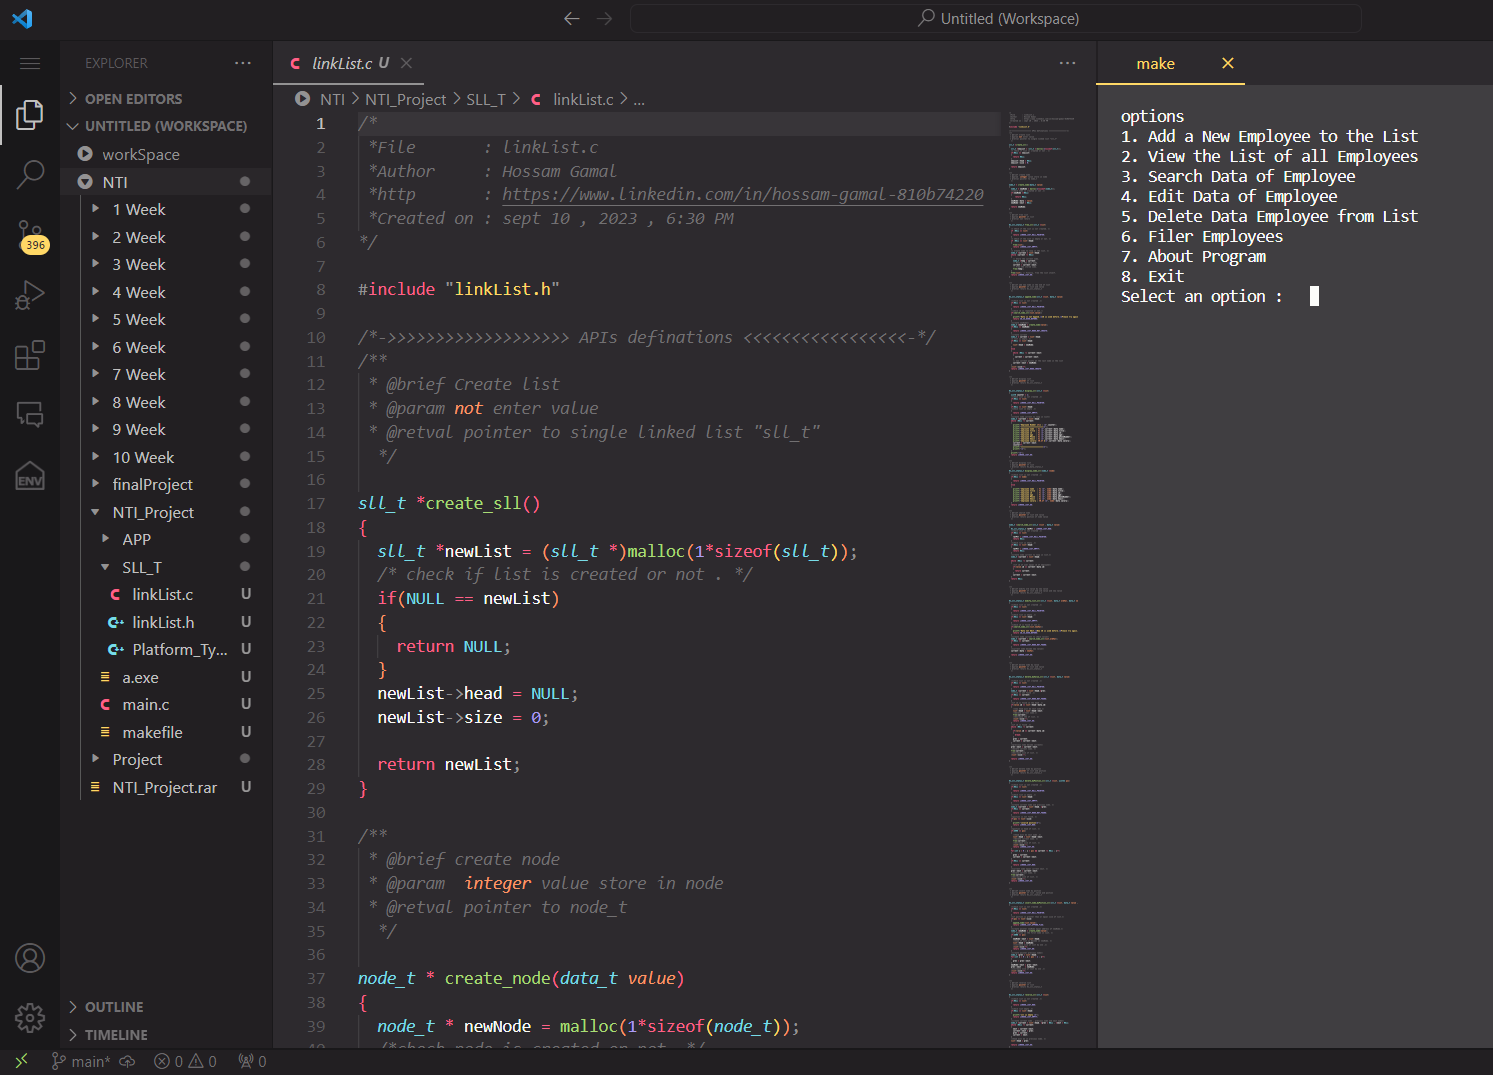 Untitled (Workspace)
EXPLORER
OPEN EDITORS
UNTITLED (WORKSPACE)
workSpace
NTI
1 Week
2 Week
3 Week
4 Week
5 Week
6 Week
7 Week
8 Week
9 Week
10 Week
finalProject
NTI_Project
APP
SLL_T
C linkList.c U
C++ linkList.h U
C++ Platform_Ty... U
a.exe U
C main.c U
makefile U
Project
NTI_Project.rar U
OUTLINE
TIMELINE
396
ENV
C linkList.c U
NTI > NTI_Project > SLL_T > C linkList.c > ...
1 /*
2 *File : linkList.c
3 *Author : Hossam Gamal
4 *http : https://www.linkedin.com/in/hossam-gamal-810b74220
5 *Created on : sept 10 , 2023 , 6:30 PM
6 */
7
8 #include "linkList.h"
9
10 /*->>>>>>>>>>>>>>>>>>> APIs definations <<<<<<<<<<<<<<<<<-*/
11 /**
12 * @brief Create list
13 * @param not enter value
14 * @retval pointer to single linked list "sll_t"
15 */
16
17 sll_t *create_sll()
18 {
19 sll_t *newList = (sll_t *)malloc(1*sizeof(sll_t));
20 /* check if list is created or not . */
21 if(NULL == newList)
22 {
23 return NULL;
24 }
25 newList->head = NULL;
26 newList->size = 0;
27
28 return newList;
29 }
30
31 /**
32 * @brief create node
33 * @param integer value store in node
34 * @retval pointer to node_t
35 */
36
37 node_t * create_node(data_t value)
38 {
39 node_t * newNode = malloc(1*sizeof(node_t));
make
options
1. Add a New Employee to the List
2. View the List of all Employees
3. Search Data of Employee
4. Edit Data of Employee
5. Delete Data Employee from List
6. Filer Employees
7. About Program
8. Exit
Select an option :
main* 0 0 0